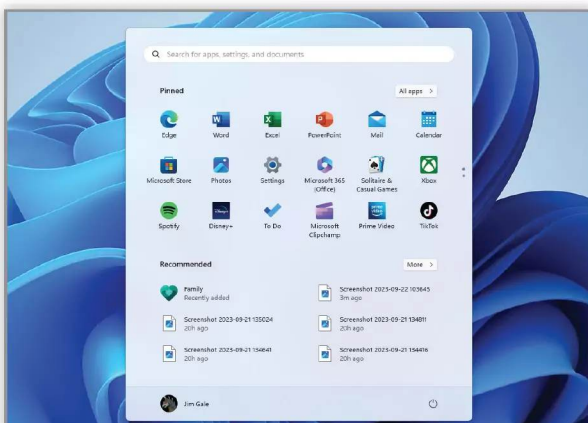 Search for apps, settings, and documents
Pinned
All apps >
Edge
Word
Excel
PowerPoint
Mail
Calendar
Microsoft Store
Photos
Settings
Microsoft 365
(Office)
Solitaire &
Casual Games
Xbox
Spotify
Disney+
To Do
Microsoft
Clipchamp
Prime Video
TikTok
Recommended
More >
Family
Recently added
Screenshot 2023-09-22 103645
3m ago
Screenshot 2023-09-21 135024
20h ago
Screenshot 2023-09-21 134811
20h ago
Screenshot 2023-09-21 134641
20h ago
Screenshot 2023-09-21 134416
20h ago
Jim Gale